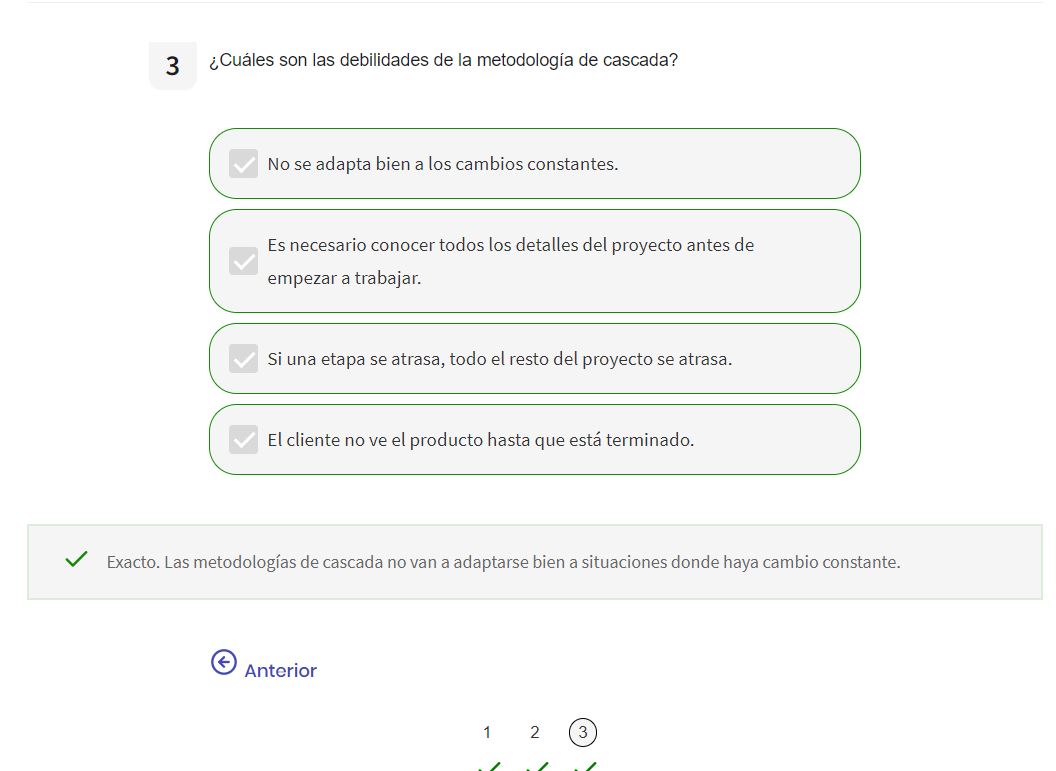 3
¿Cuáles son las debilidades de la metodología de cascada?
No se adapta bien a los cambios constantes.
Es necesario conocer todos los detalles del proyecto antes de
empezar a trabajar.
Si una etapa se atrasa, todo el resto del proyecto se atrasa.
El cliente no ve el producto hasta que está terminado.
Exacto. Las metodologías de cascada no van a adaptarse bien a situaciones donde haya cambio constante.
Anterior
1 2 3